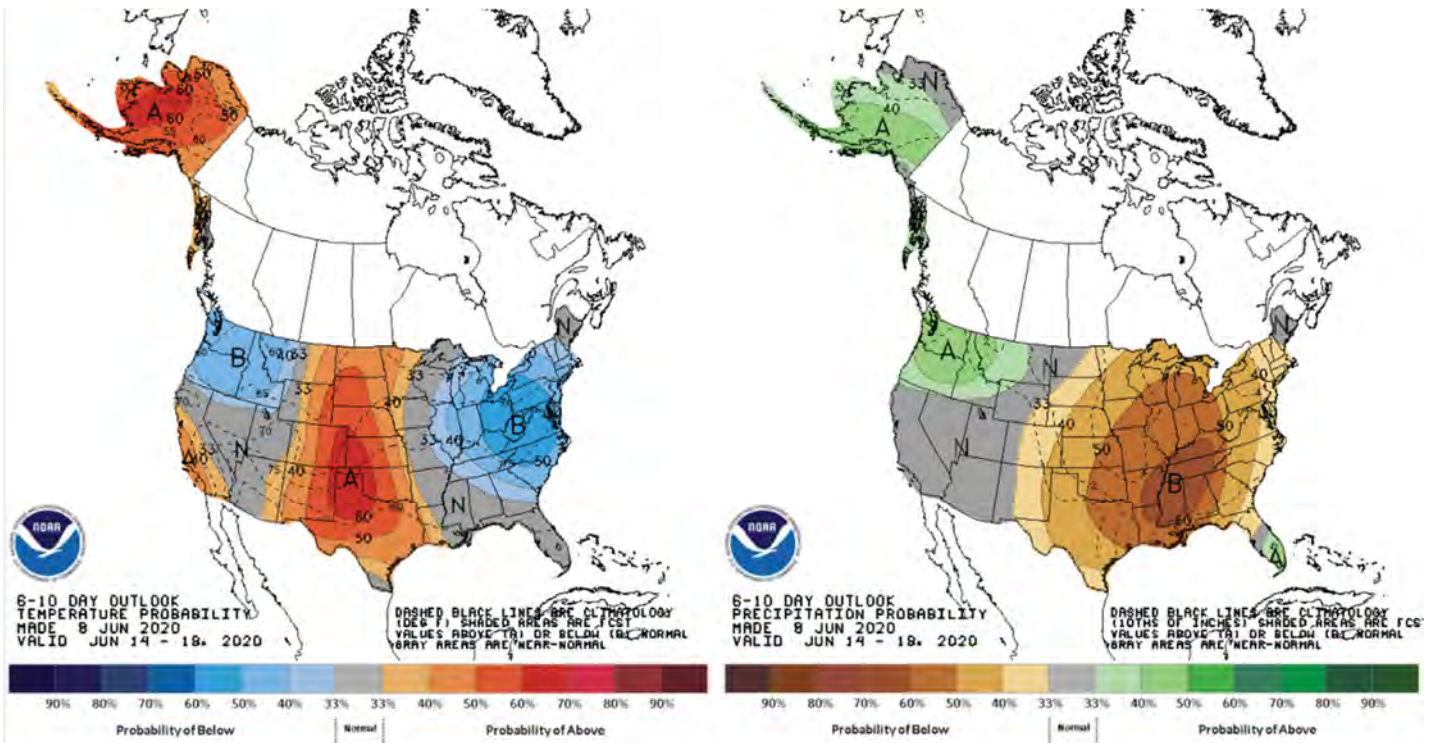 A
B
N
A
B
N
A
N
NOAA
6-10 DAY OUTLOOK
TEMPERATURE PROBABILITY
MADE 8 JUN 2020
VALID JUN 14 - 18, 2020
DASHED BLACK LINES ARE CLIMATOLOGY
(DEG F) SHADED AREAS ARE FCST
VALUES ABOVE (A) OR BELOW (B) NORMAL
GRAY AREAS ARE NEAR-NORMAL
90% 80% 70% 60% 50% 40% 33% 33% 40% 50% 60% 70% 80% 90%
Probability of Below Normal Probability of Above
N
A
A
N
N
N
B
A
NOAA
6-10 DAY OUTLOOK
PRECIPITATION PROBABILITY
MADE 8 JUN 2020
VALID JUN 14 - 18, 2020
DASHED BLACK LINES ARE CLIMATOLOGY
(10THS OF INCHES) SHADED AREAS ARE FCST
VALUES ABOVE (A) OR BELOW (B) NORMAL
GRAY AREAS ARE NEAR-NORMAL
90% 80% 70% 60% 50% 40% 33% 33% 40% 50% 60% 70% 80% 90%
Probability of Below Normal Probability of Above